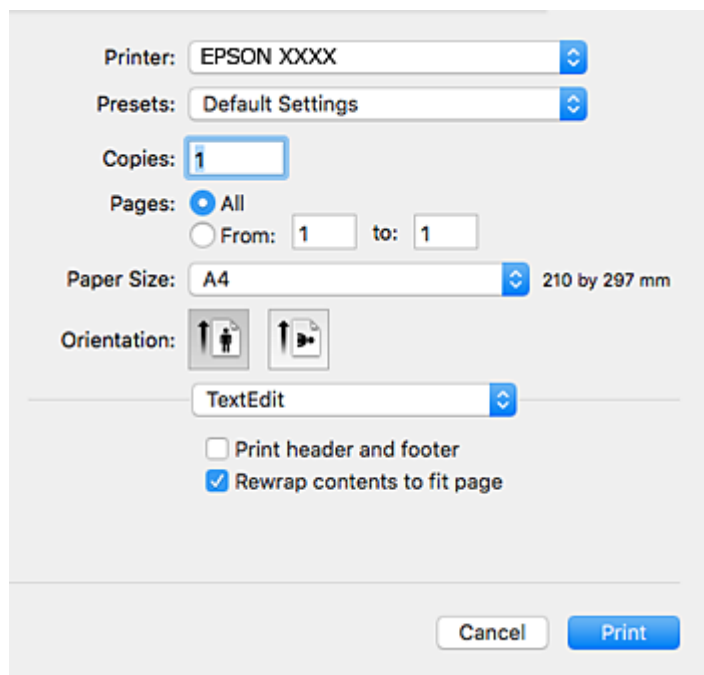 Printer: EPSON XXXX
Presets: Default Settings
Copies: 1
Pages: All
From: 1 to: 1
Paper Size: A4 210 by 297 mm
Orientation:
TextEdit
Print header and footer
Rewrap contents to fit page
Cancel Print